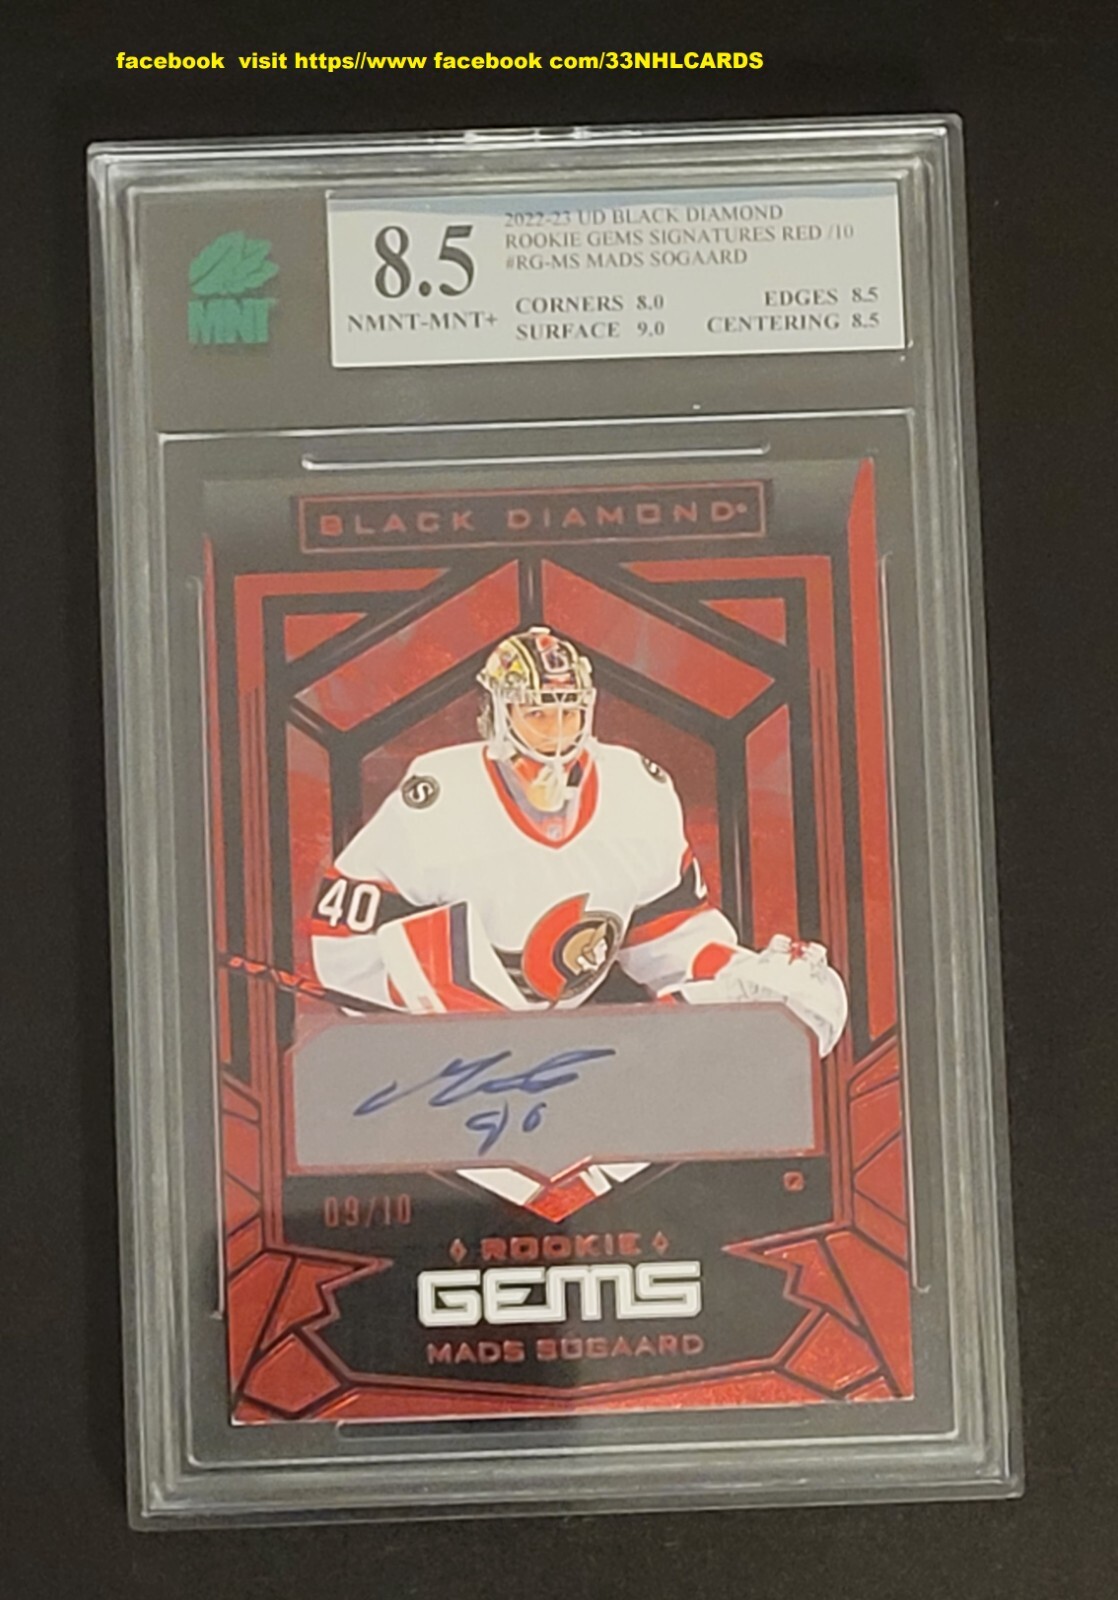 facebook  visit https//www facebook com/33NHLCARDS
MNT
8.5
NMNT-MNT+
2022-23 UD BLACK DIAMOND
ROOKIE GEMS SIGNATURES RED /10
#RG-MS MADS SOGAARD
CORNERS 8.0
EDGES 8.5
SURFACE 9.0
CENTERING 8.5
BLACK DIAMOND
40
09/10
ROOKIE
GEMS
MADS SOGAARD